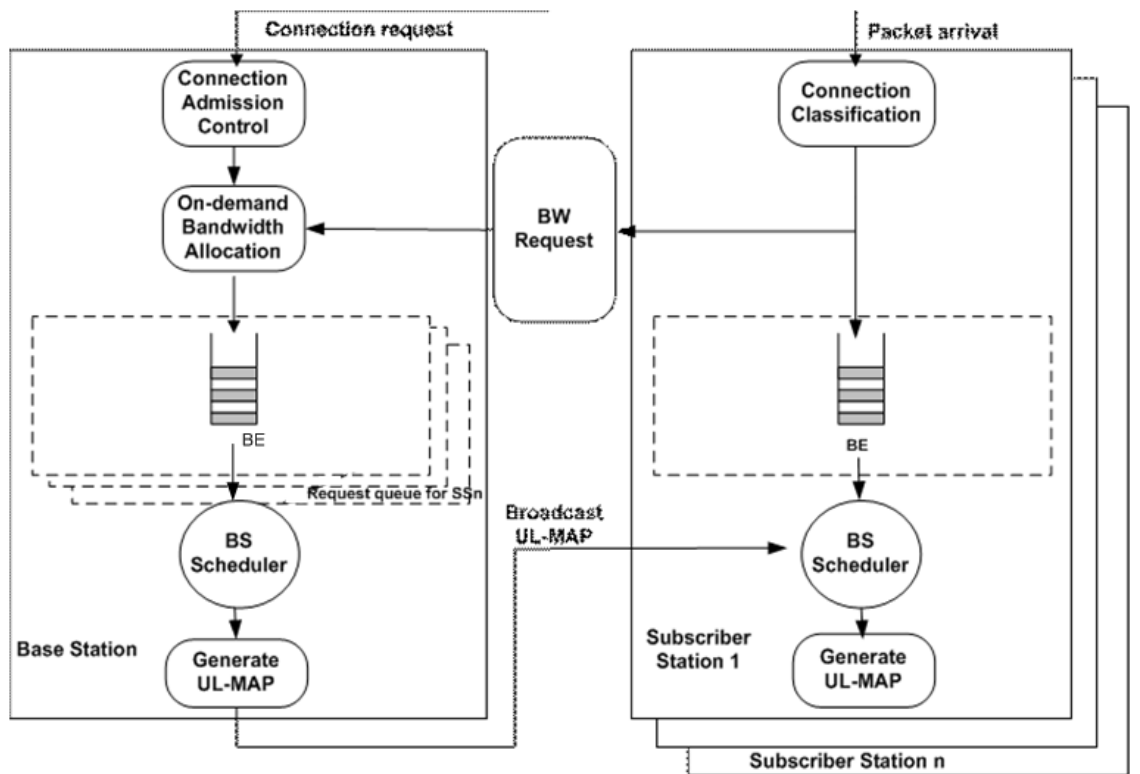 Connection request
Packet arrival
Connection
Admission
Control
Connection
Classification
On-demand
Bandwidth
Allocation
BW
Request
BE
BE
Request queue for SSn
Broadcast
UL-MAP
BS
Scheduler
BS
Scheduler
Base Station
Generate
UL-MAP
Subscriber
Station 1
Generate
UL-MAP
Subscriber Station n